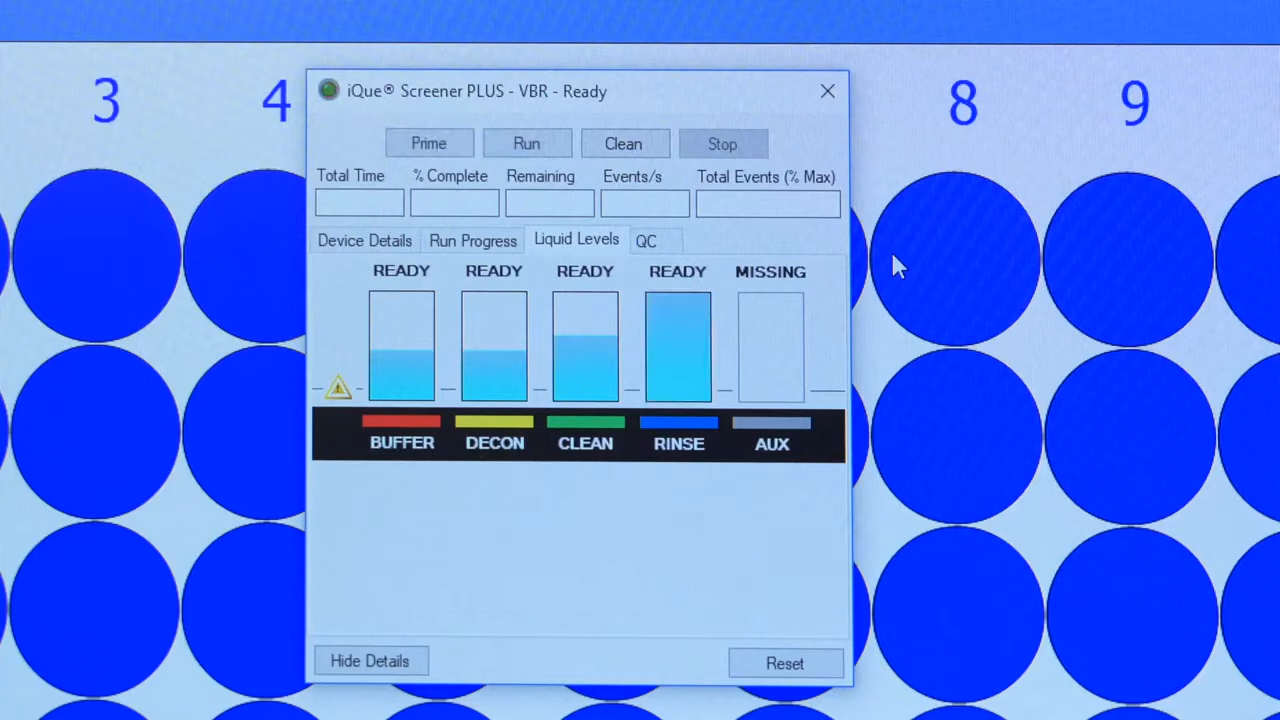 3 4 8 9
iQue® Screener PLUS - VBR - Ready
Prime Run Clean Stop
Total Time % Complete Remaining Events/s Total Events (% Max)
Device Details Run Progress Liquid Levels QC
READY READY READY READY MISSING
BUFFER DECON CLEAN RINSE AUX
Hide Details Reset